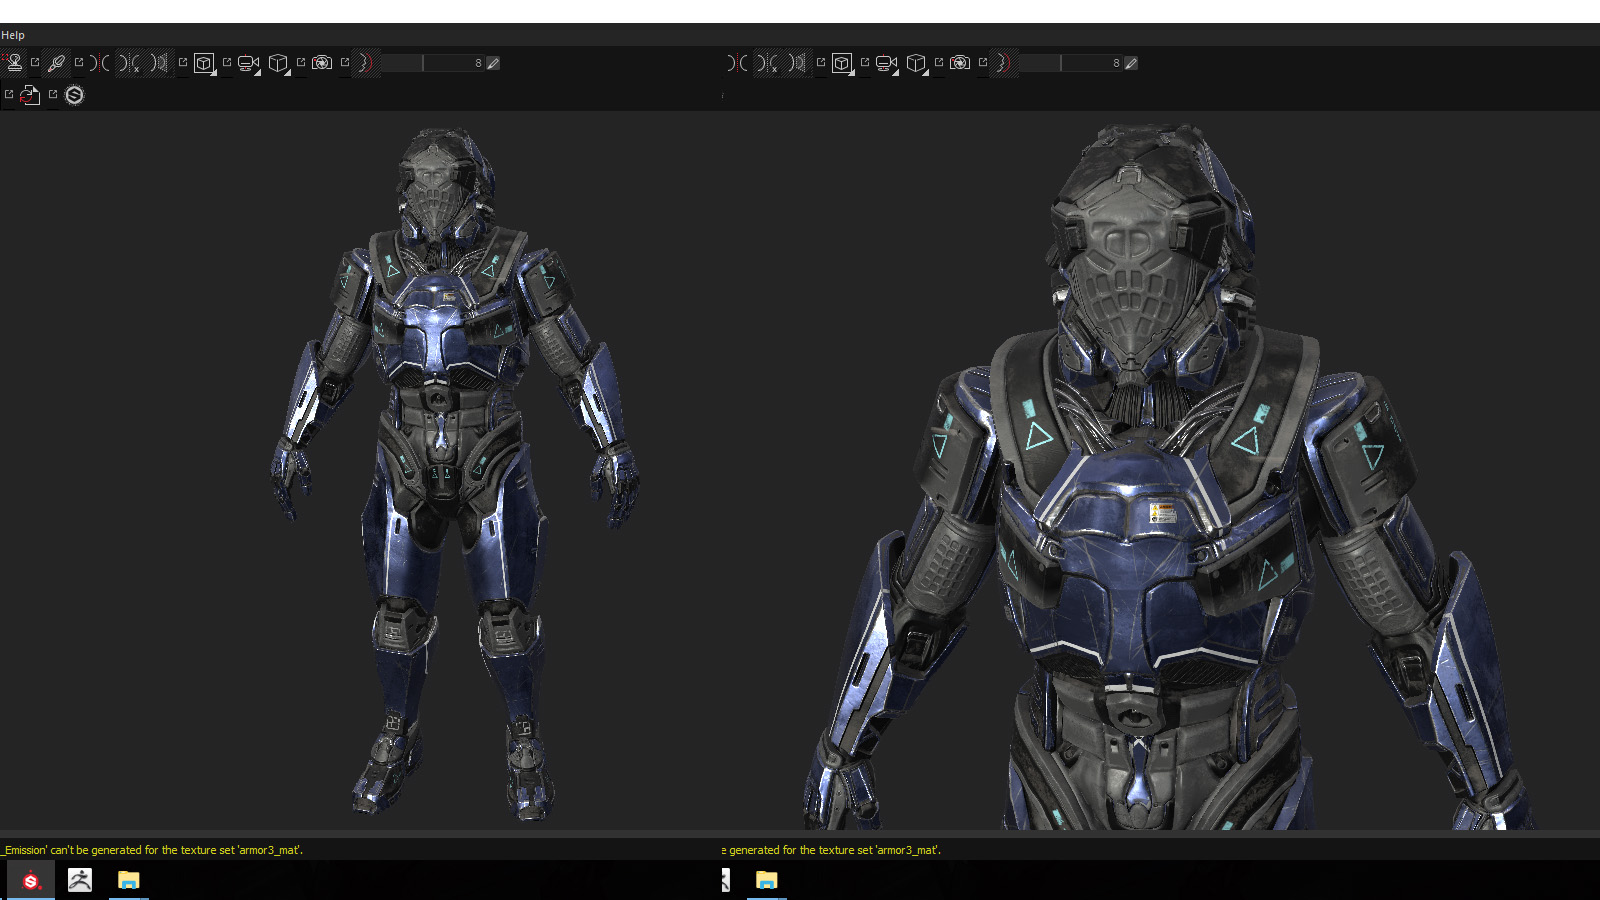 Help
8
8
_Emission' can't be generated for the texture set 'armor3_mat'.
e generated for the texture set 'armor3_mat'.